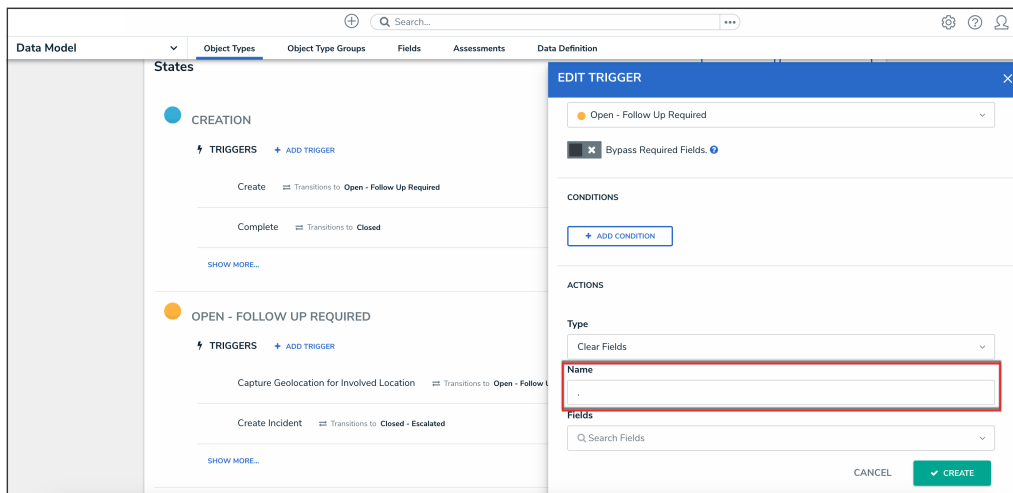 Search...
Data Model
Object Types
Object Type Groups
Fields
Assessments
Data Definition
States
CREATION
TRIGGERS
+ ADD TRIGGER
Create
Transitions to Open - Follow Up Required
Complete
Transitions to Closed
SHOW MORE...
OPEN - FOLLOW UP REQUIRED
TRIGGERS
+ ADD TRIGGER
Capture Geolocation for Involved Location
Transitions to Open - Follow
Create Incident
Transitions to Closed - Escalated
SHOW MORE...
EDIT TRIGGER
Open - Follow Up Required
Bypass Required Fields.
CONDITIONS
+ ADD CONDITION
ACTIONS
Type
Clear Fields
Name
.
Fields
Search Fields
CANCEL
CREATE